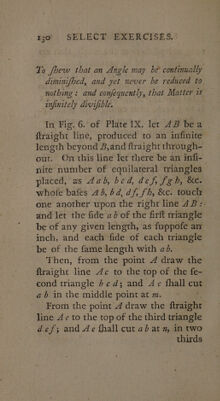 130 SELECT EXERCISES.
To ſhew that an Angle may be continually
diminiſhed, and yet never be reduced to
nothing: and conſequently, that Matter is
infinitely diviſible.
In Fig. 6. of Plate IX. let AB be a
ſtraight line, produced to an infinite
length beyond B, and ſtraight through-
out. On this line let there be an infi-
nite number of equilateral triangles
placed, as Aab, bcd, def, fgh, &c.
whoſe baſes Ab, bd, df, fh, &c. touch
one another upon the right line AB:
and let the ſide ab of the firſt triangle
be of any given length, as ſuppoſe an
inch, and each ſide of each triangle
be of the ſame length with ab.
Then, from the point A draw the
ſtraight line Ac to the top of the ſe-
cond triangle bcd; and Ac ſhall cut
ab in the middle point at m.
From the point A draw the ſtraight
line Ae to the top of the third triangle
def; and Ae ſhall cut ab at n, in two
thirds